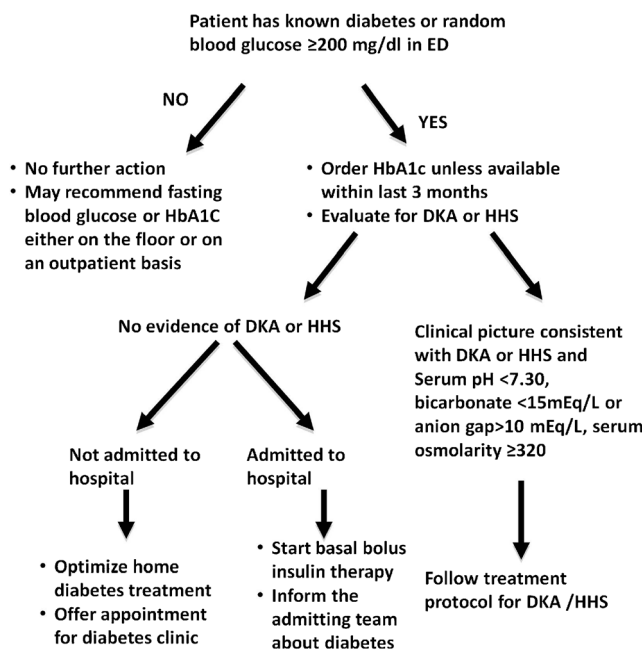 Patient has known diabetes or random
blood glucose ≥200 mg/dl in ED
NO
YES
• No further action
• May recommend fasting
blood glucose or HbA1C
either on the floor or on
an outpatient basis
• Order HbA1c unless available
within last 3 months
• Evaluate for DKA or HHS
No evidence of DKA or HHS
Clinical picture consistent
with DKA or HHS and
Serum pH <7.30,
bicarbonate <15mEq/L or
anion gap>10 mEq/L, serum
osmolarity ≥320
Not admitted to
hospital
Admitted to
hospital
• Optimize home
diabetes treatment
• Offer appointment
for diabetes clinic
• Start basal bolus
insulin therapy
• Inform the
admitting team
about diabetes
Follow treatment
protocol for DKA /HHS